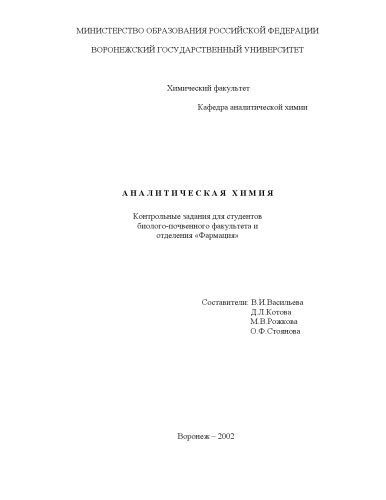 МИНИСТЕРСТВО ОБРАЗОВАНИЯ РОССИЙСКОЙ ФЕДЕРАЦИИ
ВОРОНЕЖСКИЙ ГОСУДАРСТВЕННЫЙ УНИВЕРСИТЕТ
Химический факультет
Кафедра аналитической химии
АНАЛИТИЧЕСКАЯ ХИМИЯ
Контрольные задания для студентов
биолого-почвенного факультета и
отделения «Фармация»
Составители: В.И.Васильева
Д.Л.Котова
М.В.Рожкова
О.Ф.Стоянова
Воронеж – 2002